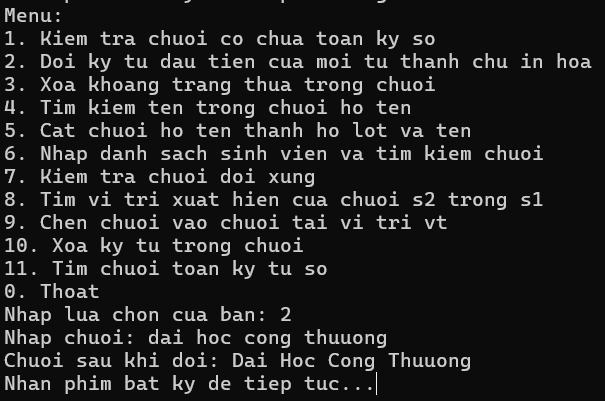 Menu:
1. Kiem tra chuoi co chua toan ky so
2. Doi ky tu dau tien cua moi tu thanh chu in hoa
3. Xoa khoang trang thua trong chuoi
4. Tim kiem ten trong chuoi ho ten
5. Cat chuoi ho ten thanh ho lot va ten
6. Nhap danh sach sinh vien va tim kiem chuoi
7. Kiem tra chuoi doi xung
8. Tim vi tri xuat hien cua chuoi s2 trong s1
9. Chen chuoi vao chuoi tai vi tri vt
10. Xoa ky tu trong chuoi
11. Tim chuoi toan ky tu so
0. Thoat
Nhap lua chon cua ban: 2
Nhap chuoi: dai hoc cong thuuong
Chuoi sau khi doi: Dai Hoc Cong Thuuong
Nhan phim bat ky de tiep tuc...